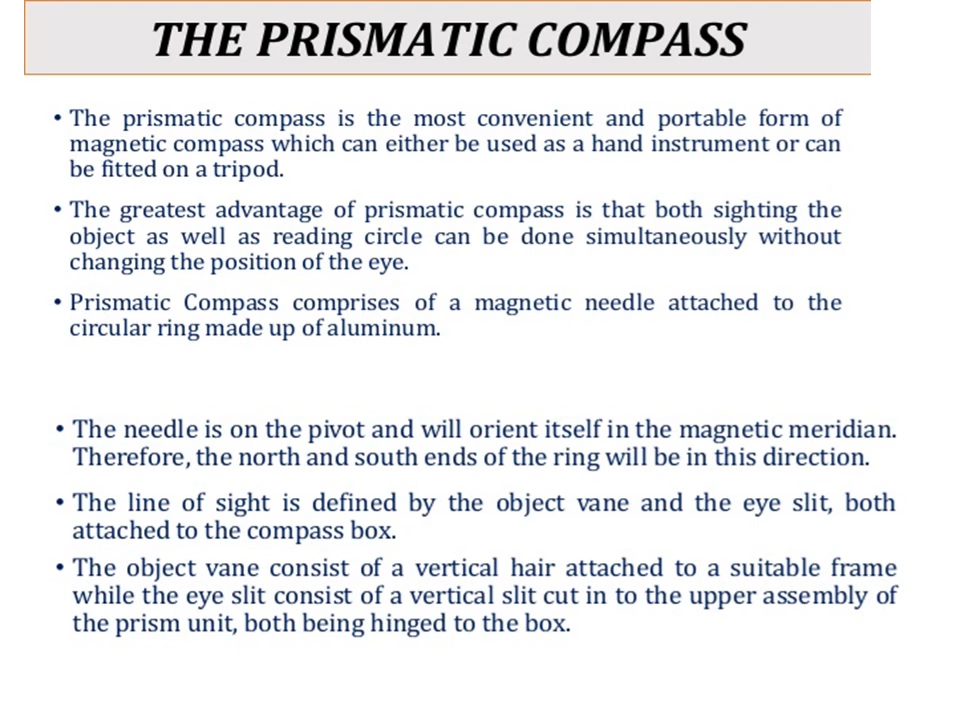 THE PRISMATIC COMPASS
• The prismatic compass is the most convenient and portable form of
magnetic compass which can either be used as a hand instrument or can
be fitted on a tripod.
• The greatest advantage of prismatic compass is that both sighting the
object as well as reading circle can be done simultaneously without
changing the position of the eye.
• Prismatic Compass comprises of a magnetic needle attached to the
circular ring made up of aluminum.
• The needle is on the pivot and will orient itself in the magnetic meridian.
Therefore, the north and south ends of the ring will be in this direction.
• The line of sight is defined by the object vane and the eye slit, both
attached to the compass box.
• The object vane consist of a vertical hair attached to a suitable frame
while the eye slit consist of a vertical slit cut in to the upper assembly of
the prism unit, both being hinged to the box.